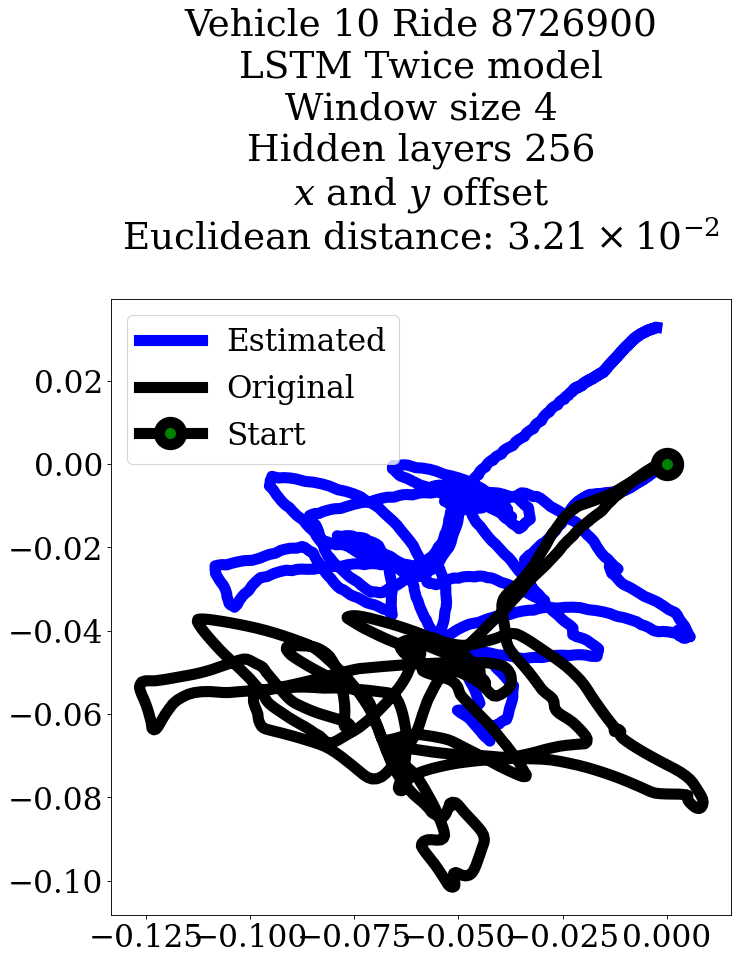 Vehicle 10 Ride 8726900
LSTM Twice model
Window size 4
Hidden layers 256
x and y offset
Euclidean distance: 3.21 × 10⁻²
Estimated
Original
Start
0.02
0.00
−0.02
−0.04
−0.06
−0.08
−0.10
−0.125 −0.100 −0.075 −0.050 −0.025 0.000